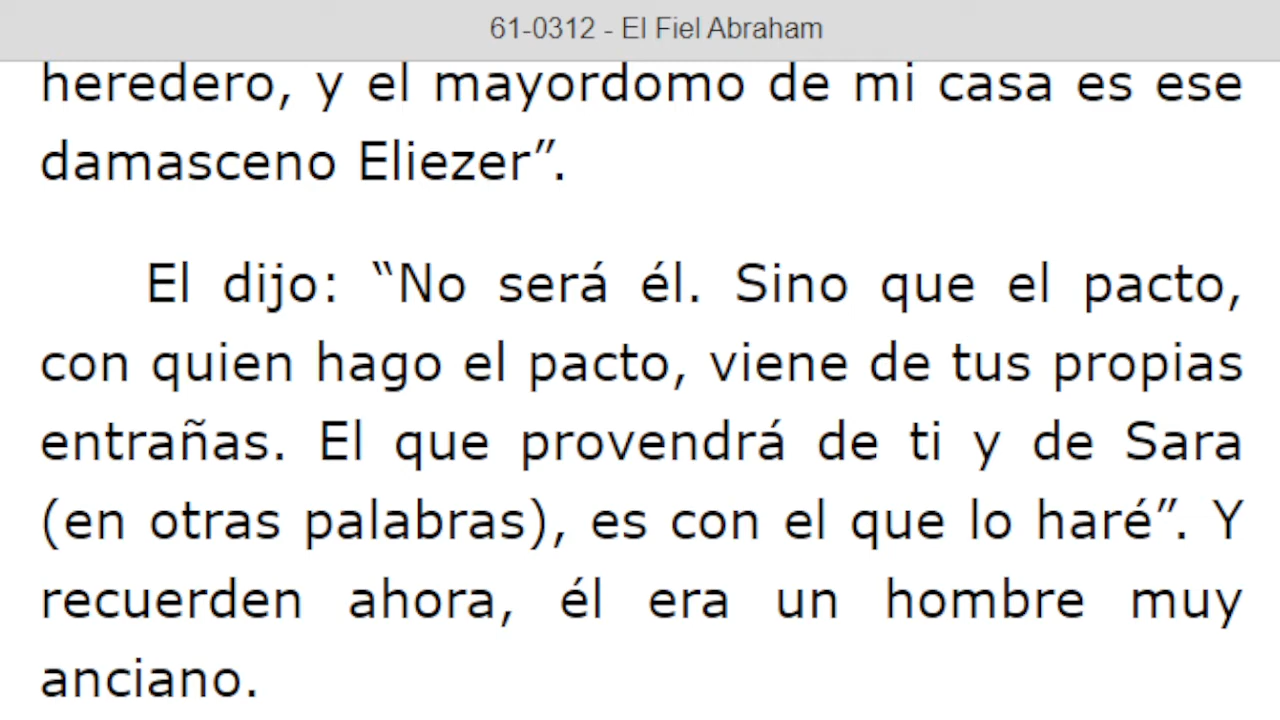 61-0312 - El Fiel Abraham
heredero, y el mayordomo de mi casa es ese
damasceno Eliezer”.
El dijo: “No será él. Sino que el pacto,
con quien hago el pacto, viene de tus propias
entrañas. El que provendrá de ti y de Sara
(en otras palabras), es con el que lo haré”. Y
recuerden ahora, él era un hombre muy
anciano.